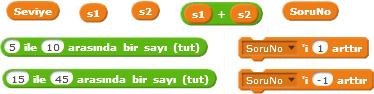 Seviye s1 s2 s1 + s2 SoruNo
5 ile 10 arasında bir sayı (tut) SoruNo 'i 1 arttır
15 ile 45 arasında bir sayı (tut) SoruNo 'i -1 arttır